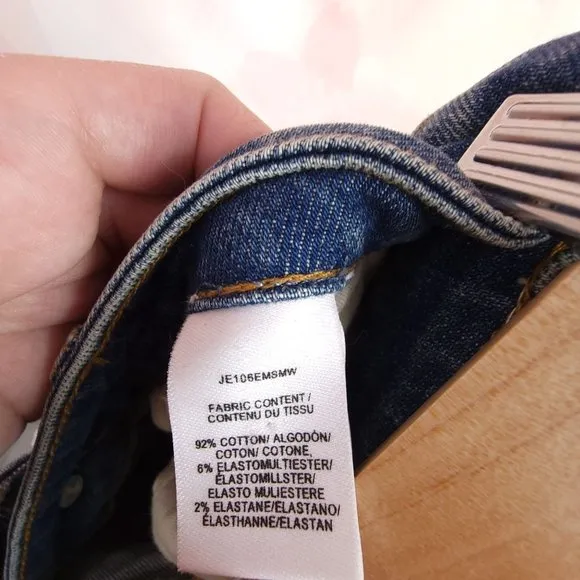 JE106EMSMW
FABRIC CONTENT/
CONTENU DU TISSU
92% COTTON/ ALGODÓN/
COTON/ COTONE,
6% ELASTOMULTIESTER/
ÉLASTOMILLSTER/
ELASTO MULIESTERE
2% ELASTANE/ELASTANO/
ÉLASTHANNE/ELASTAN